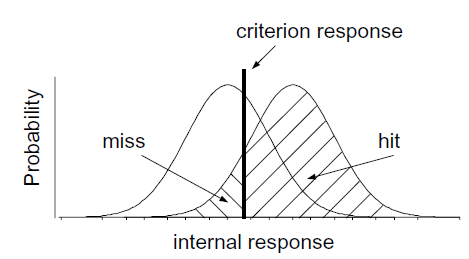 criterion response
Probability
miss
hit
internal response